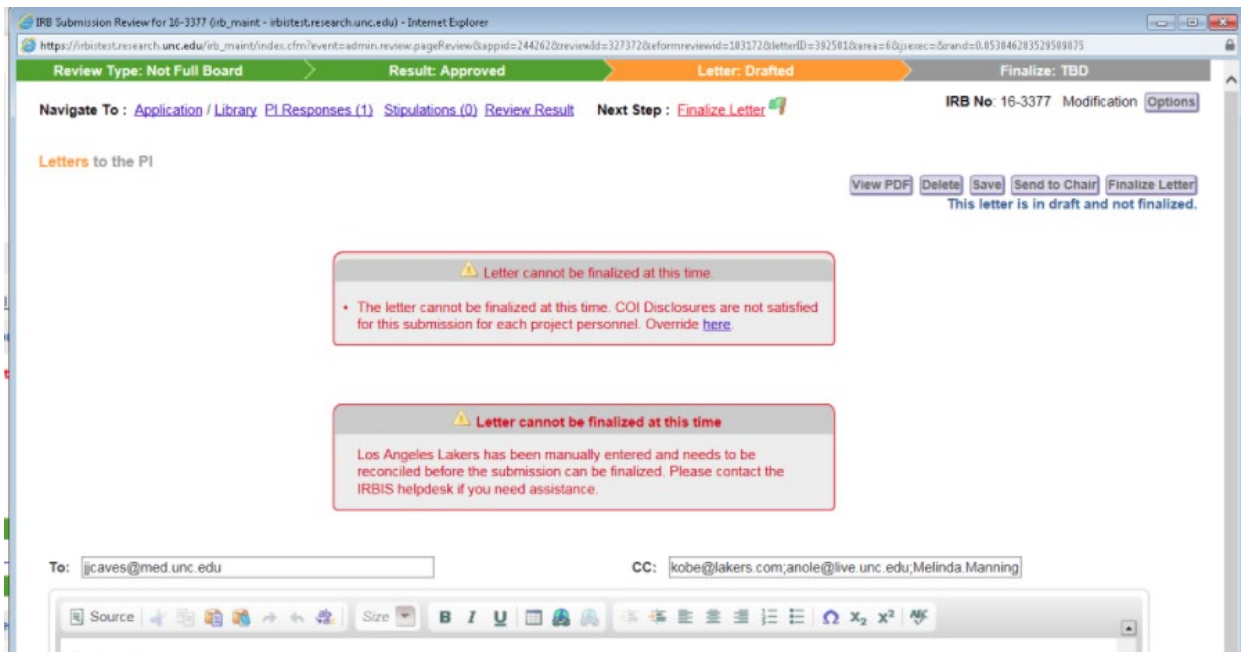 IRB Submission Review for 16-3377 (irb_maint - irbistest.research.unc.edu) - Internet Explorer
https://irbistest.research.unc.edu/irb_maint/index.cfm?event=admin.review.pageReview&appid=244262&reviewId=327372&eformreviewid=103172&letterID=392501&area=6&jsexec=&rand=0.853846283529589875
Review Type: Not Full Board Result: Approved Letter: Drafted Finalize: TBD
Navigate To : Application / Library PI Responses (1) Stipulations (0) Review Result Next Step : Finalize Letter IRB No: 16-3377 Modification Options
Letters to the PI
View PDF Delete Save Send to Chair Finalize Letter
This letter is in draft and not finalized.
Letter cannot be finalized at this time.
• The letter cannot be finalized at this time. COI Disclosures are not satisfied
for this submission for each project personnel. Override here.
Letter cannot be finalized at this time
Los Angeles Lakers has been manually entered and needs to be
reconciled before the submission can be finalized. Please contact the
IRBIS helpdesk if you need assistance.
To: jjcaves@med.unc.edu CC: kobe@lakers.com;anole@live.unc.edu;Melinda.Manning
Source Size B I U Ω x₂ x² ABC